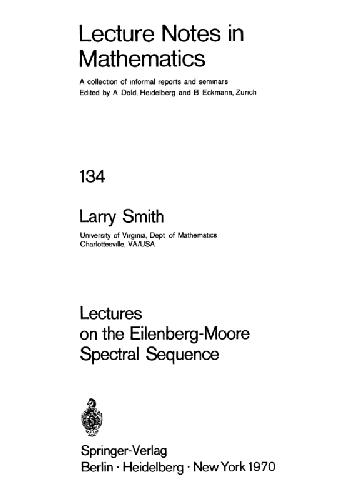 Lecture Notes in
Mathematics
A collection of informal reports and seminars
Edited by A. Dold, Heidelberg and B. Eckmann, Zürich
134
Larry Smith
University of Virginia, Dept. of Mathematics
Charlottesville, VA/USA
Lectures
on the Eilenberg-Moore
Spectral Sequence
Springer-Verlag
Berlin · Heidelberg · New York 1970